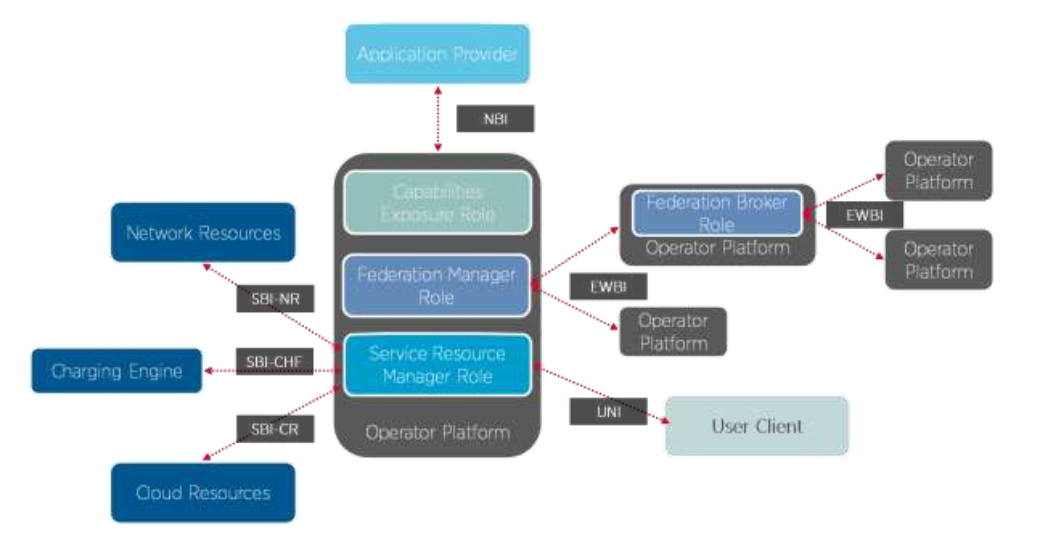 Application Provider
NBI
Capabilities
Exposure Role
Federation Manager
Role
Service Resource
Manager Role
Operator Platform
Network Resources
SBI-NR
Charging Engine
SBI-CHF
SBI-CR
Cloud Resources
Federation Broker
Role
Operator Platform
EWBI
Operator
Platform
Operator
Platform
EWBI
Operator
Platform
UNI
User Client